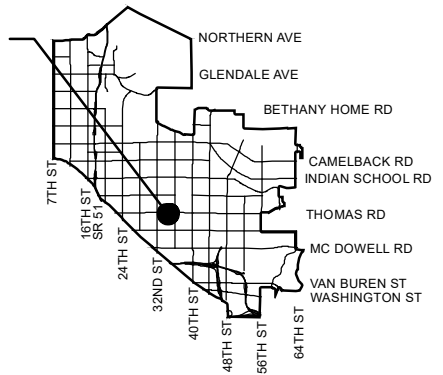 NORTHERN AVE
GLENDALE AVE
BETHANY HOME RD
CAMELBACK RD
INDIAN SCHOOL RD
THOMAS RD
MC DOWELL RD
VAN BUREN ST
WASHINGTON ST
7TH ST
16TH ST
SR 51
24TH ST
32ND ST
40TH ST
48TH ST
56TH ST
64TH ST